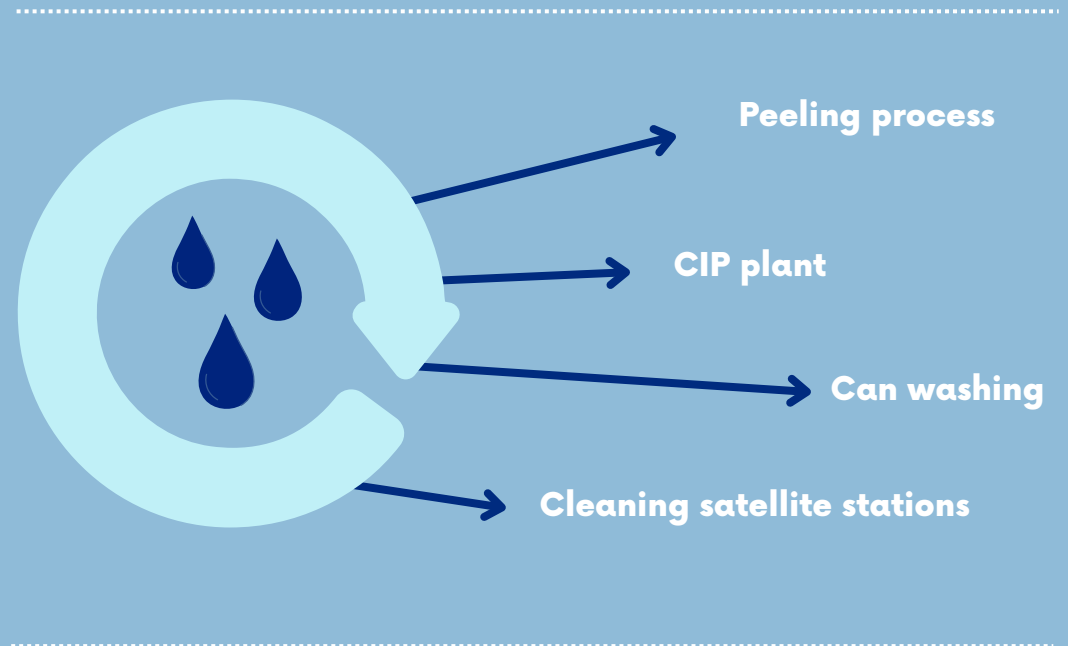 Peeling process
CIP plant
Can washing
Cleaning satellite stations